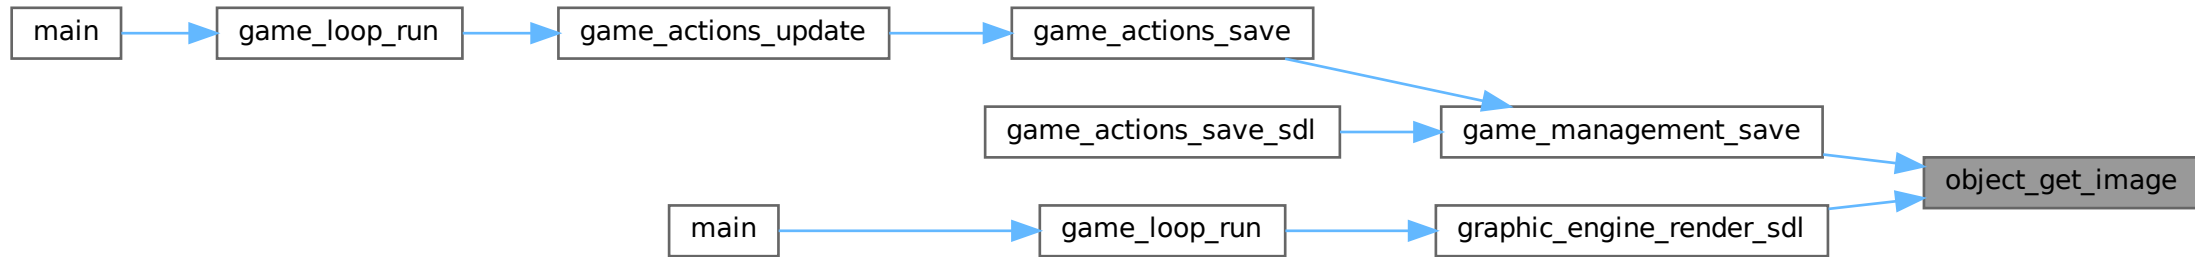 main
game_loop_run
game_actions_update
game_actions_save
game_actions_save_sdl
game_management_save
object_get_image
main
game_loop_run
graphic_engine_render_sdl